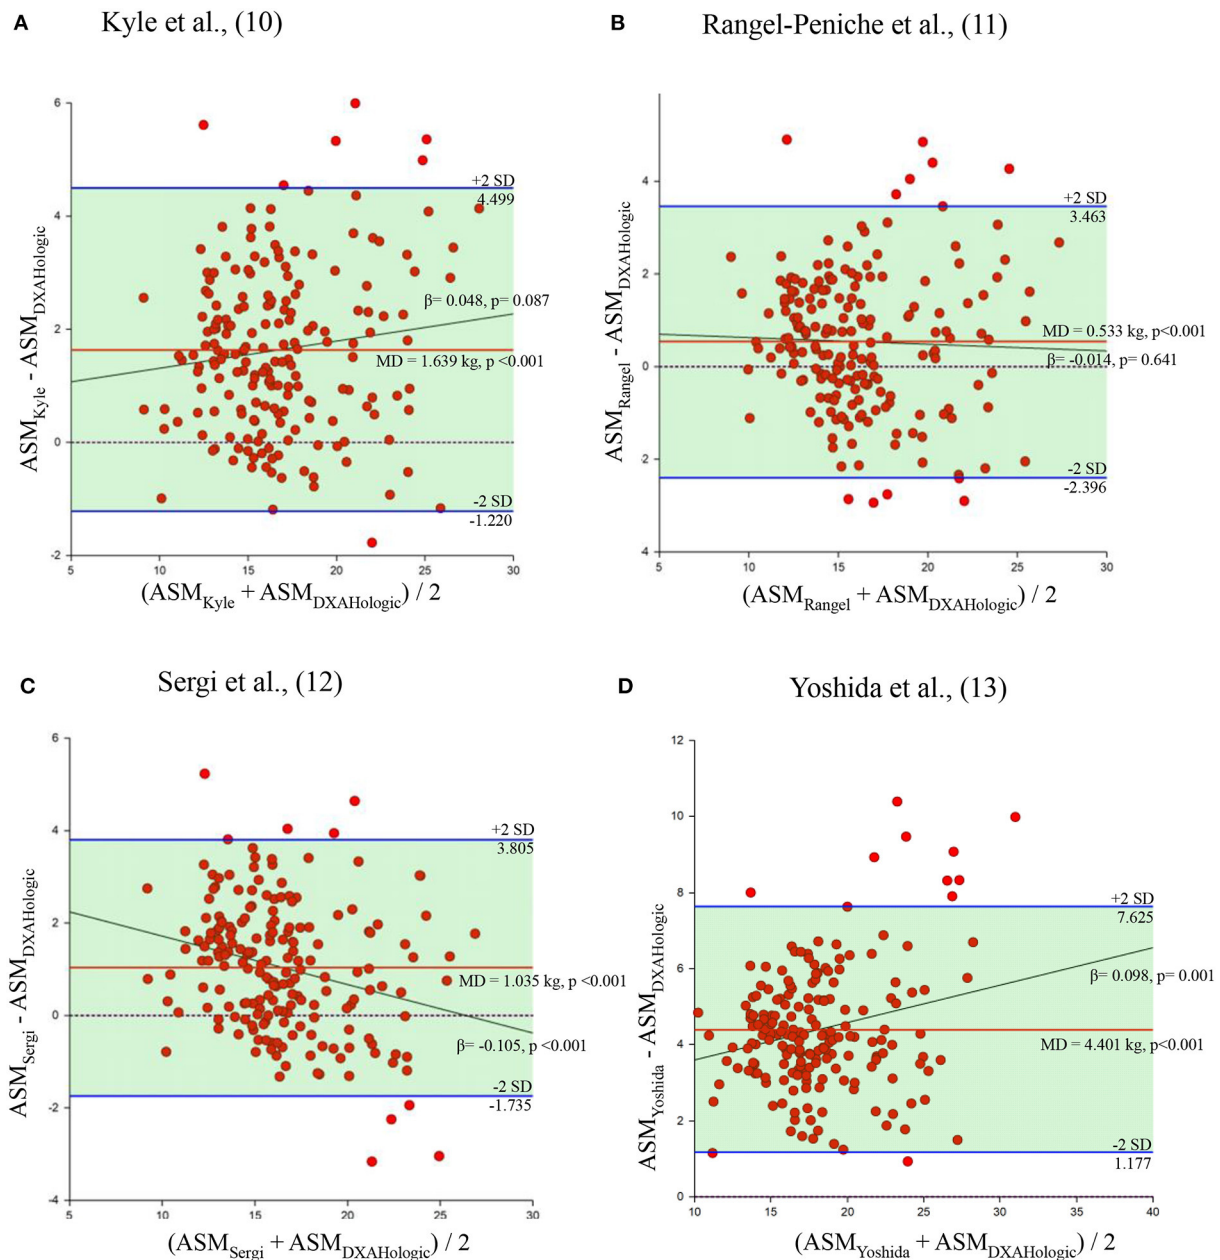 A Kyle et al., (10)
6
4
2
0
-2
5 10 15 20 25 30
+2 SD
4.499
β= 0.048, p= 0.087
MD = 1.639 kg, p <0.001
-2 SD
-1.220
ASMKyle - ASMDXAHologic
(ASMKyle + ASMDXAHologic) / 2
B Rangel-Peniche et al., (11)
4
2
0
2
4
5 10 15 20 25 30
+2 SD
3.463
MD = 0.533 kg, p<0.001
β= -0.014, p= 0.641
-2 SD
-2.396
ASMRangel - ASMDXAHologic
(ASMRangel + ASMDXAHologic) / 2
C Sergi et al., (12)
6
4
2
0
-2
-4
5 10 15 20 25 30
+2 SD
3.805
MD = 1.035 kg, p <0.001
β= -0.105, p <0.001
-2 SD
-1.735
ASMSergi - ASMDXAHologic
(ASMSergi + ASMDXAHologic) / 2
D Yoshida et al., (13)
12
10
8
6
4
2
0
10 15 20 25 30 35 40
+2 SD
7.625
β= 0.098, p= 0.001
MD = 4.401 kg, p<0.001
-2 SD
1.177
ASMYoshida - ASMDXAHologic
(ASMYoshida + ASMDXAHologic) / 2